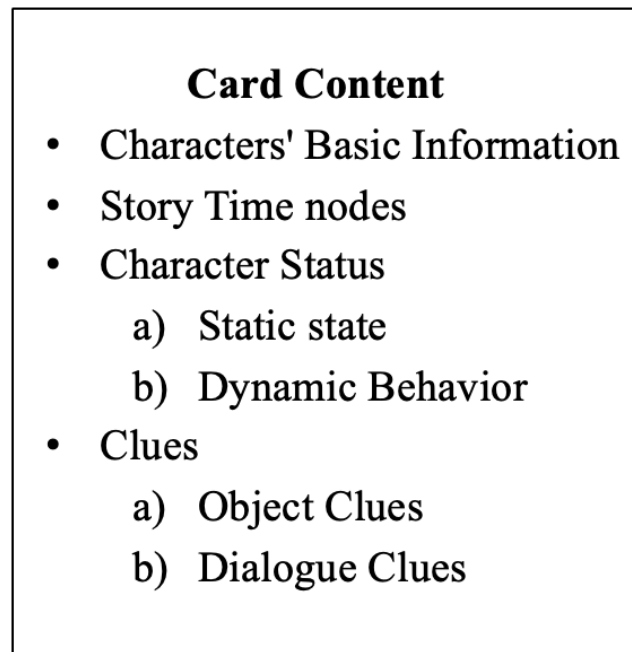 Card Content
• Characters' Basic Information
• Story Time nodes
• Character Status
a) Static state
b) Dynamic Behavior
• Clues
a) Object Clues
b) Dialogue Clues